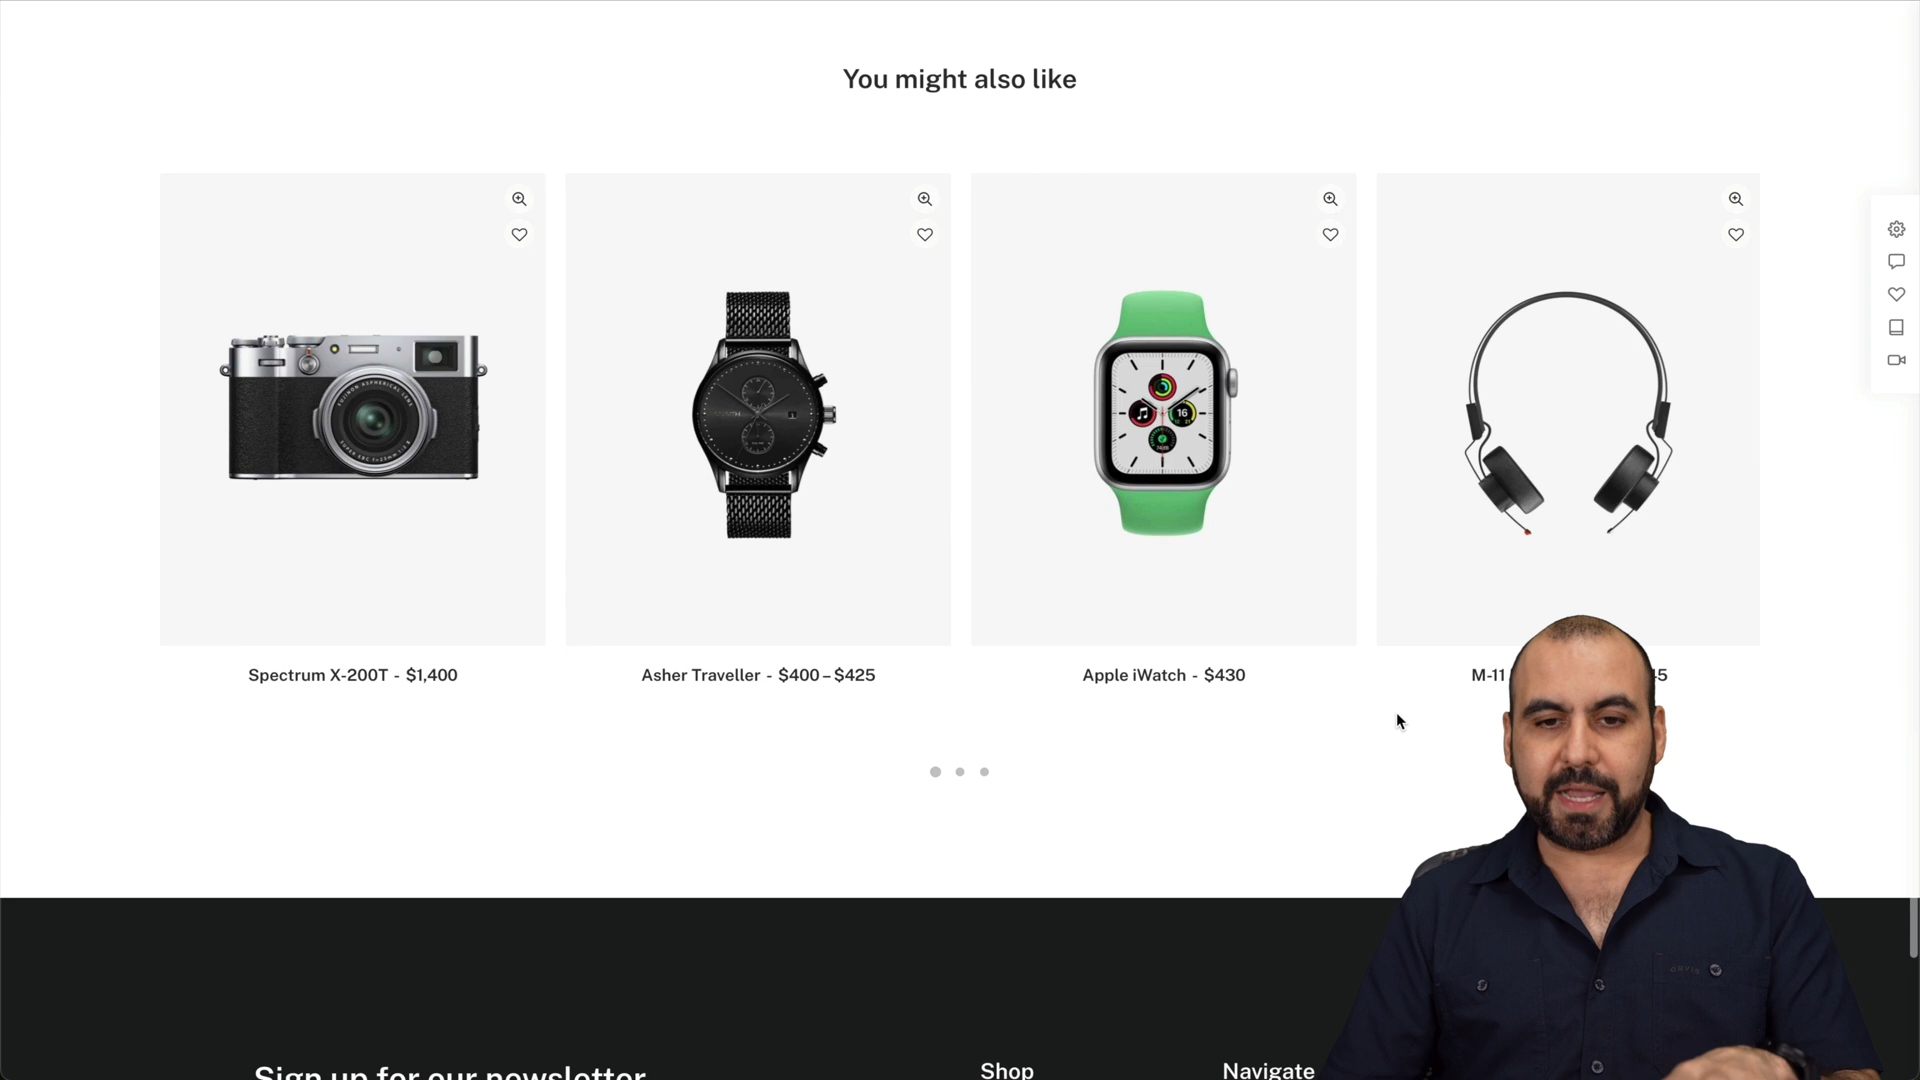 You might also like
Spectrum X-200T - $1,400
Asher Traveller - $400 – $425
Apple iWatch - $430
M-11
16
Sign up for our newsletter
Shop
Navigate